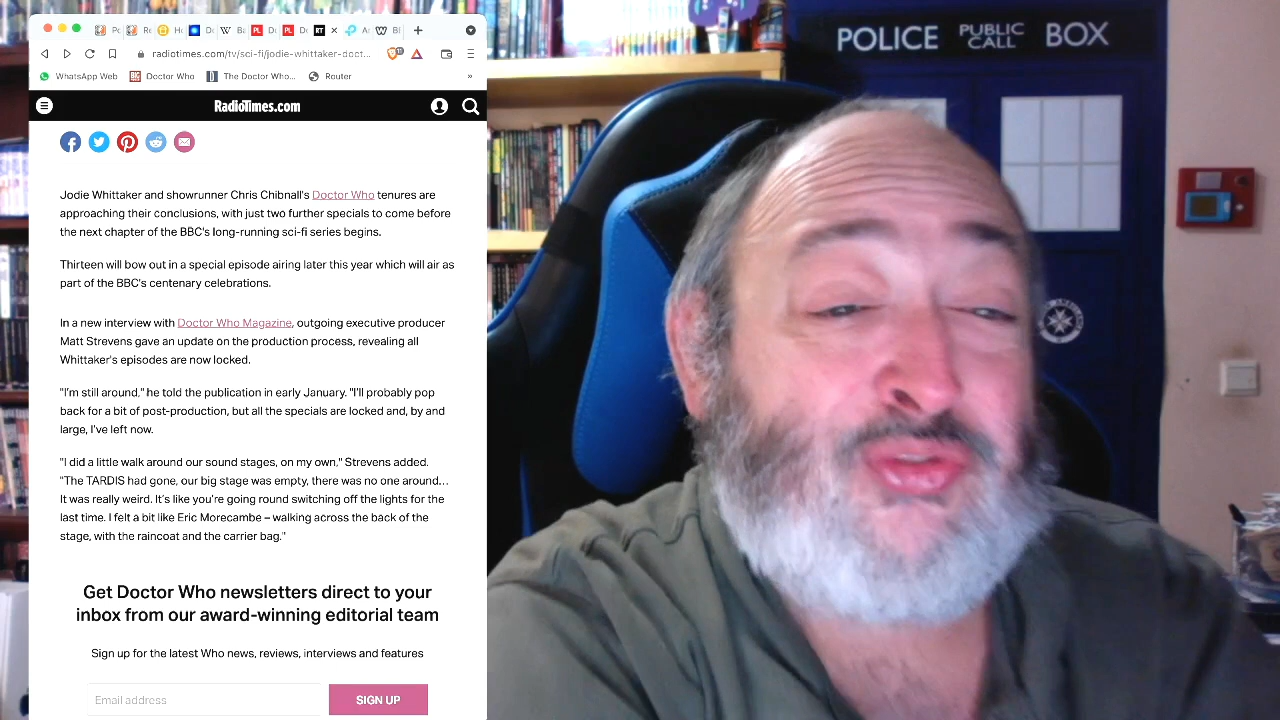 POLICE PUBLIC CALL BOX
RT
radiotimes.com/tv/sci-fi/jodie-whittaker-doct...
WhatsApp Web
Doctor Who
The Doctor Who...
Router
»
RadioTimes.com
Jodie Whittaker and showrunner Chris Chibnall's Doctor Who tenures are
approaching their conclusions, with just two further specials to come before
the next chapter of the BBC's long-running sci-fi series begins.
Thirteen will bow out in a special episode airing later this year which will air as
part of the BBC's centenary celebrations.
In a new interview with Doctor Who Magazine, outgoing executive producer
Matt Strevens gave an update on the production process, revealing all
Whittaker's episodes are now locked.
"I'm still around," he told the publication in early January. "I'll probably pop
back for a bit of post-production, but all the specials are locked and, by and
large, I've left now.
"I did a little walk around our sound stages, on my own," Strevens added.
"The TARDIS had gone, our big stage was empty, there was no one around...
It was really weird. It's like you're going round switching off the lights for the
last time. I felt a bit like Eric Morecambe – walking across the back of the
stage, with the raincoat and the carrier bag."
Get Doctor Who newsletters direct to your
inbox from our award-winning editorial team
Sign up for the latest Who news, reviews, interviews and features
Email address
SIGN UP